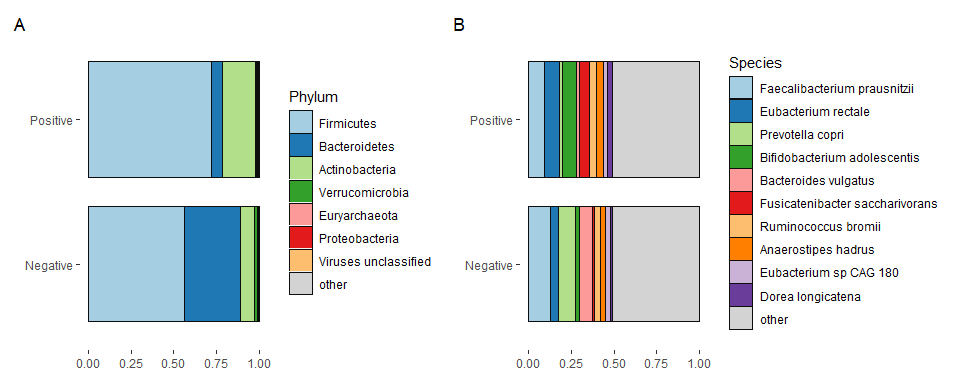 A
Positive
Negative
0.00 0.25 0.50 0.75 1.00
Phylum
Firmicutes
Bacteroidetes
Actinobacteria
Verrucomicrobia
Euryarchaeota
Proteobacteria
Viruses unclassified
other
B
Positive
Negative
0.00 0.25 0.50 0.75 1.00
Species
Faecalibacterium prausnitzii
Eubacterium rectale
Prevotella copri
Bifidobacterium adolescentis
Bacteroides vulgatus
Fusicatenibacter saccharivorans
Ruminococcus bromii
Anaerostipes hadrus
Eubacterium sp CAG 180
Dorea longicatena
other